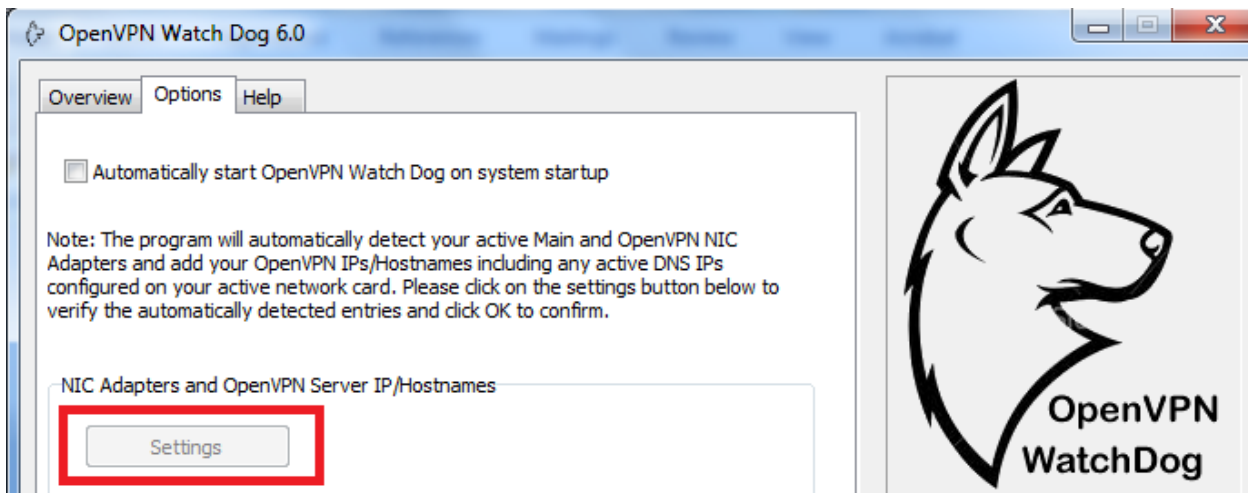 OpenVPN Watch Dog 6.0
Overview Options Help
Automatically start OpenVPN Watch Dog on system startup
Note: The program will automatically detect your active Main and OpenVPN NIC
Adapters and add your OpenVPN IPs/Hostnames including any active DNS IPs
configured on your active network card. Please click on the settings button below to
verify the automatically detected entries and click OK to confirm.
NIC Adapters and OpenVPN Server IP/Hostnames
Settings
OpenVPN
WatchDog